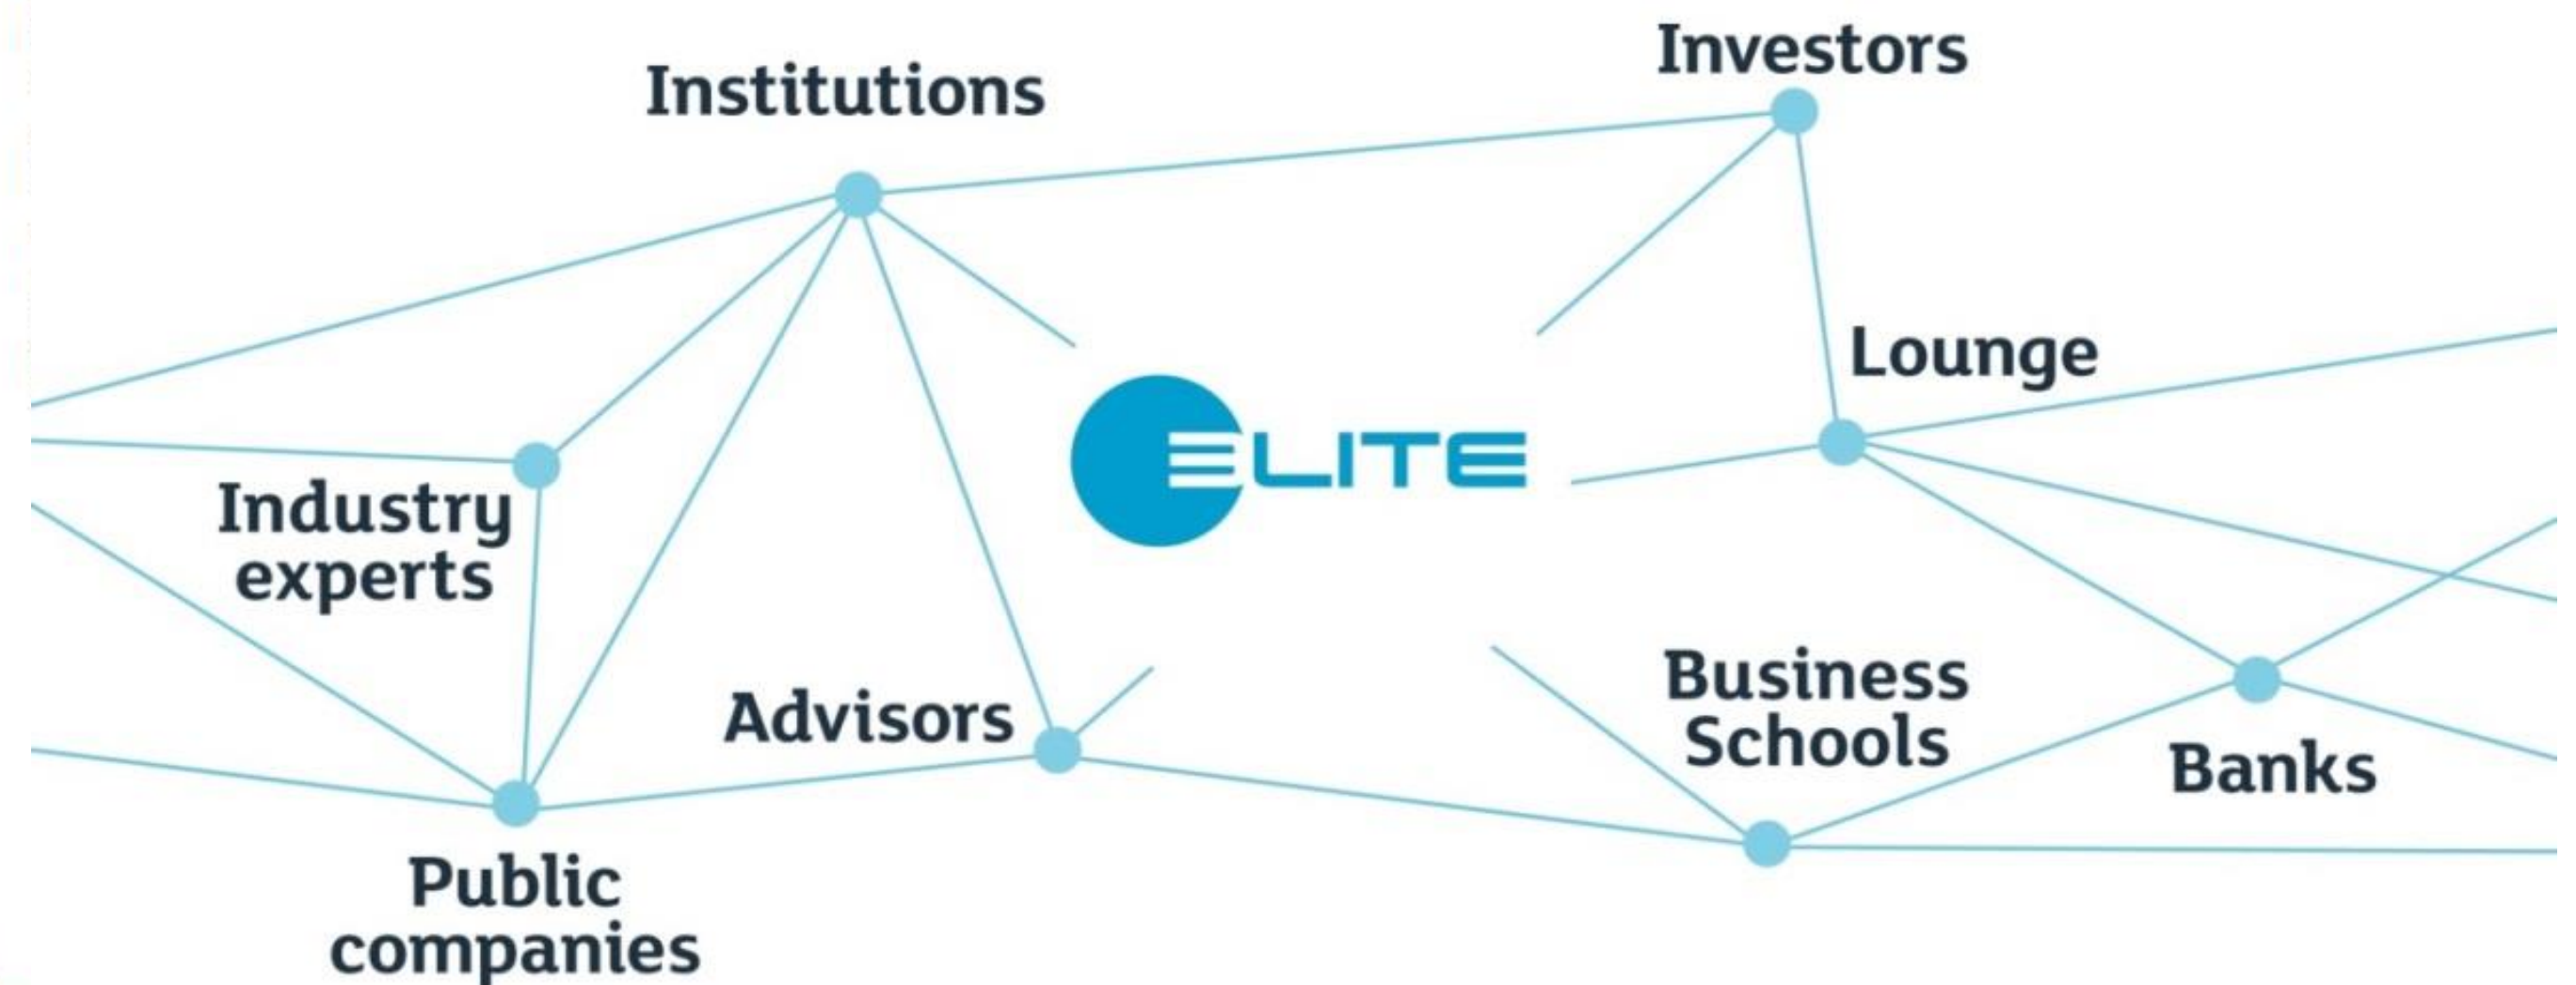 Investors
Institutions
Lounge
ELITE
Industry
experts
Business
Schools
Advisors
Banks
Public
companies